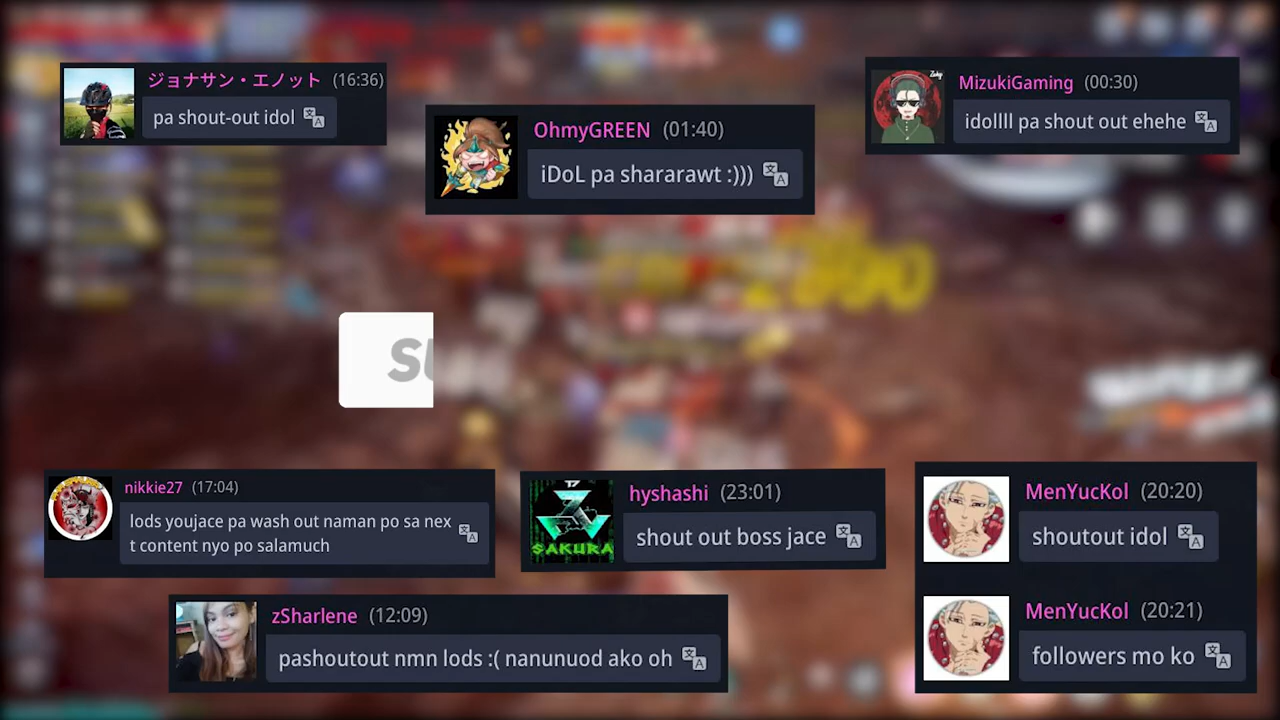 ジョナサン・エノット (16:36)
pa shout-out idol
OhmyGREEN (01:40)
iDoL pa shararawt :)))
MizukiGaming (00:30)
idollll pa shout out ehehe
SU
nikkie27 (17:04)
lods youjace pa wash out naman po sa nex
t content nyo po salamuch
hyshashi (23:01)
shout out boss jace
SAKURA
MenYucKol (20:20)
shoutout idol
zSharlene (12:09)
pashoutout nmn lods :( nanunuod ako oh
MenYucKol (20:21)
followers mo ko